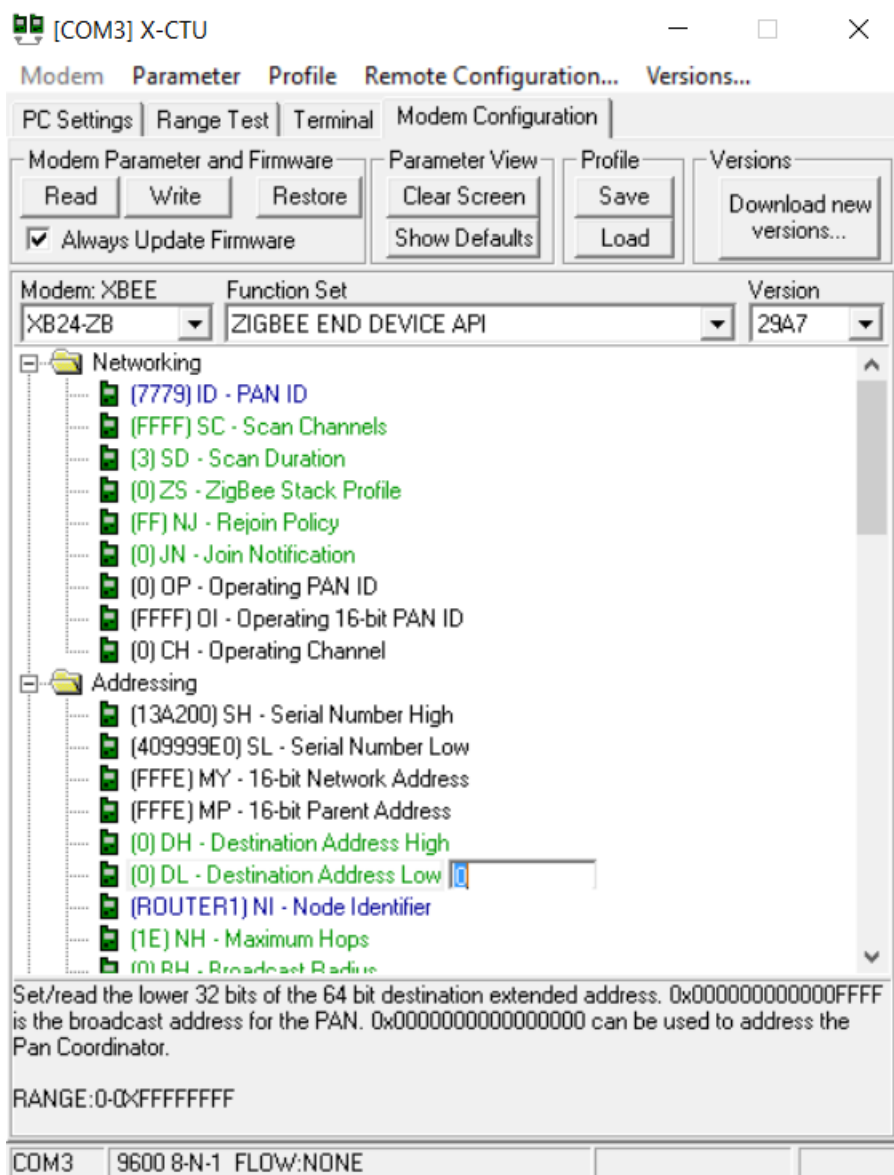 [COM3] X-CTU
Modem Parameter Profile Remote Configuration... Versions...
PC Settings Range Test Terminal Modem Configuration
Modem Parameter and Firmware Parameter View Profile Versions
Read Write Restore Clear Screen Save Download new versions...
Always Update Firmware Show Defaults Load
Modem: XBEE Function Set Version
XB24-ZB ZIGBEE END DEVICE API 29A7
Networking
(7779) ID - PAN ID
(FFFF) SC - Scan Channels
(3) SD - Scan Duration
(0) ZS - ZigBee Stack Profile
(FF) NJ - Rejoin Policy
(0) JN - Join Notification
(0) OP - Operating PAN ID
(FFFF) OI - Operating 16-bit PAN ID
(0) CH - Operating Channel
Addressing
(13A200) SH - Serial Number High
(409999E0) SL - Serial Number Low
(FFFE) MY - 16-bit Network Address
(FFFE) MP - 16-bit Parent Address
(0) DH - Destination Address High
(0) DL - Destination Address Low 0
(ROUTER1) NI - Node Identifier
(1E) NH - Maximum Hops
(0) BH - Broadcast Radius
Set/read the lower 32 bits of the 64 bit destination extended address. 0x000000000000FFFF
is the broadcast address for the PAN. 0x0000000000000000 can be used to address the
Pan Coordinator.
RANGE:0-0XFFFFFFFF
COM3 9600 8-N-1 FLOW:NONE